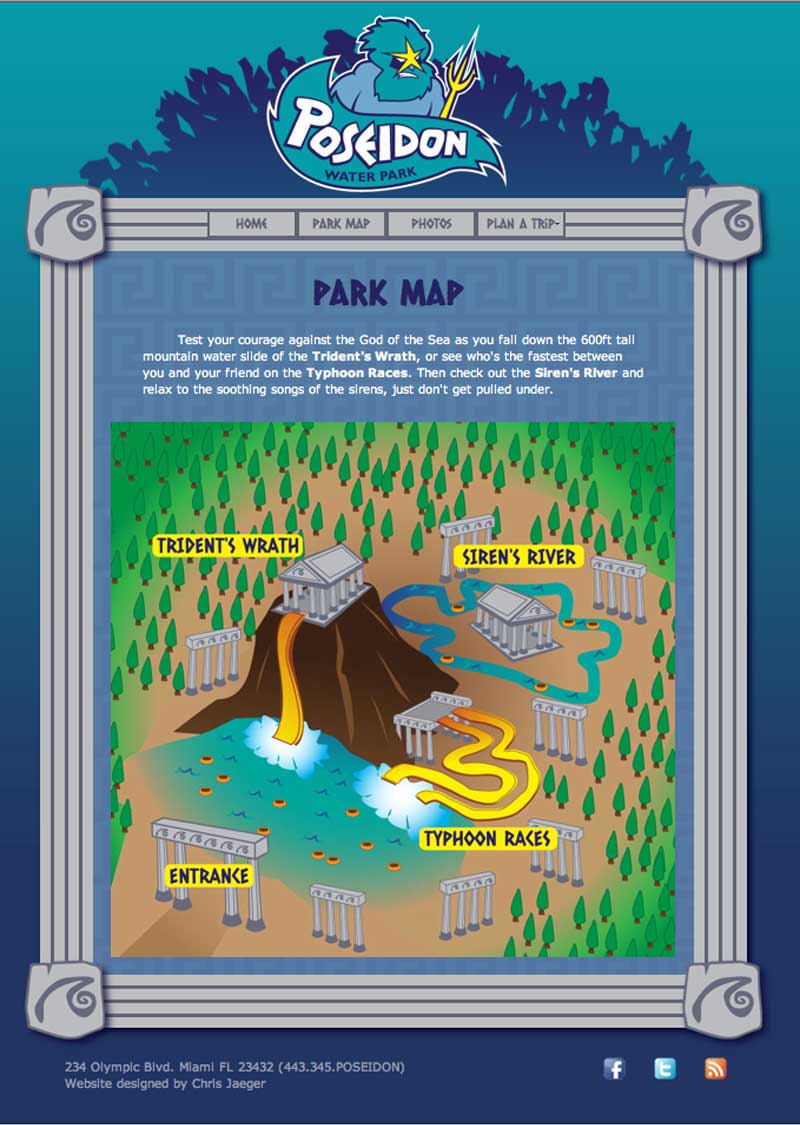 POSEIDON
WATER PARK
HOME
PARK MAP
PHOTOS
PLAN A TRIP-
PARK MAP
Test your courage against the God of the Sea as you fall down the 600ft tall
mountain water slide of the Trident's Wrath, or see who's the fastest between
you and your friend on the Typhoon Races. Then check out the Siren's River and
relax to the soothing songs of the sirens, just don't get pulled under.
TRIDENT'S WRATH
SIREN'S RIVER
TYPHOON RACES
ENTRANCE
234 Olympic Blvd. Miami FL 23432 (443.345.POSEIDON)
Website designed by Chris Jaeger